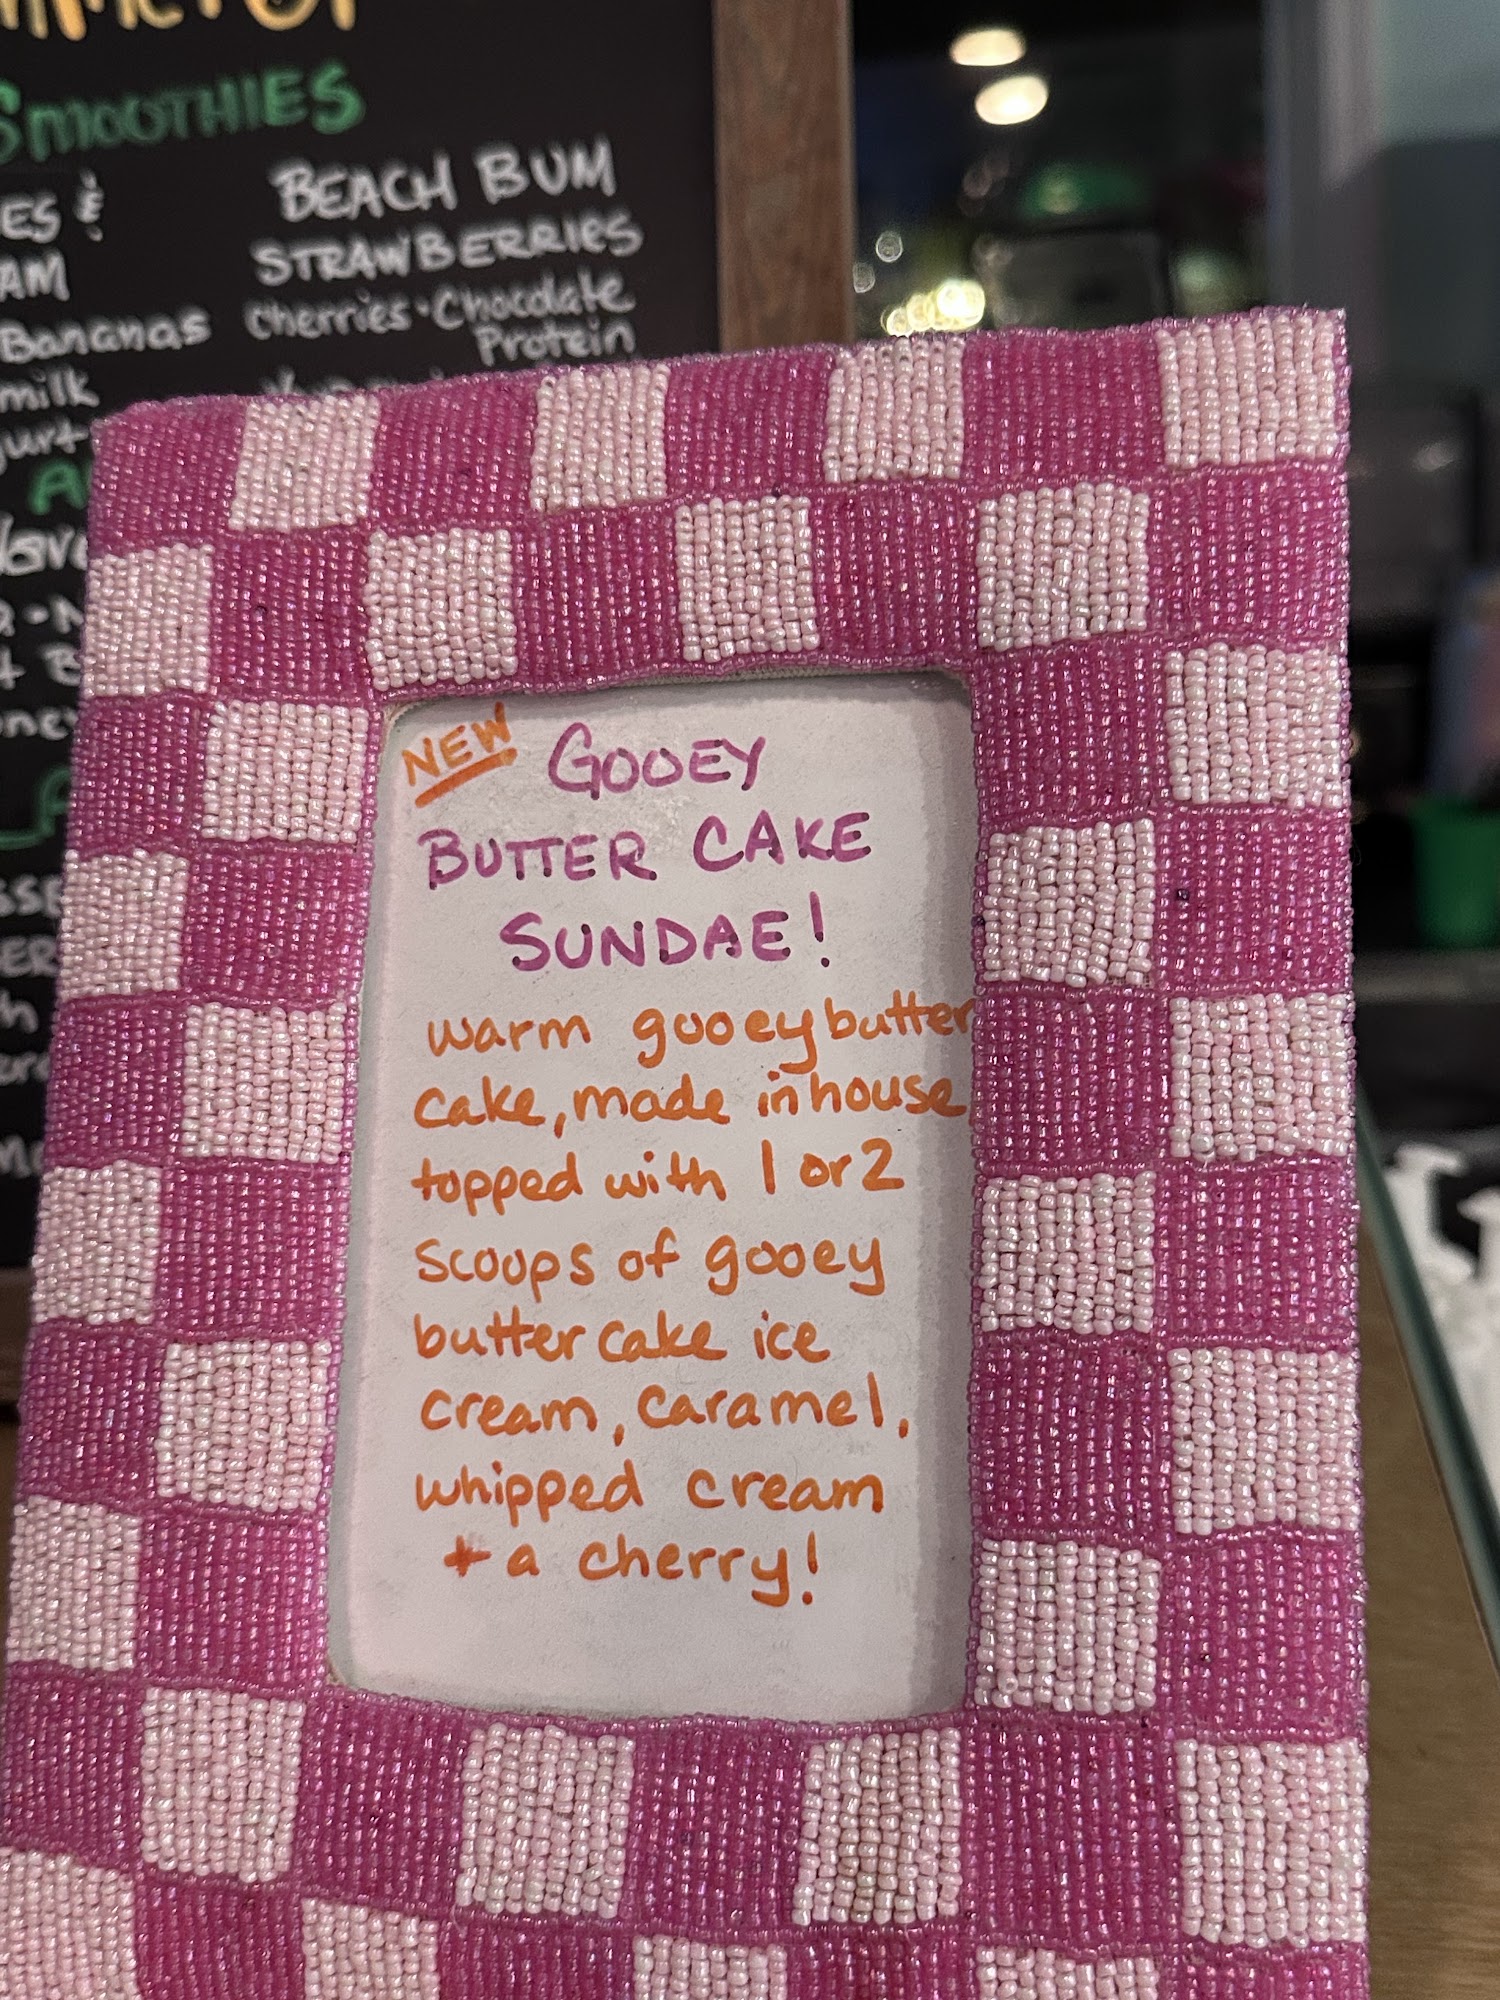 SMOOTHIES
BEACH BUM
STRAWBERRIES
Cherries · Chocolate
Protein
Bananas
milk
NEW GOOEY
BUTTER CAKE
SUNDAE!
warm gooey butter
cake, made in house
topped with 1 or 2
scoops of gooey
butter cake ice
cream, caramel,
whipped cream
+ a cherry!